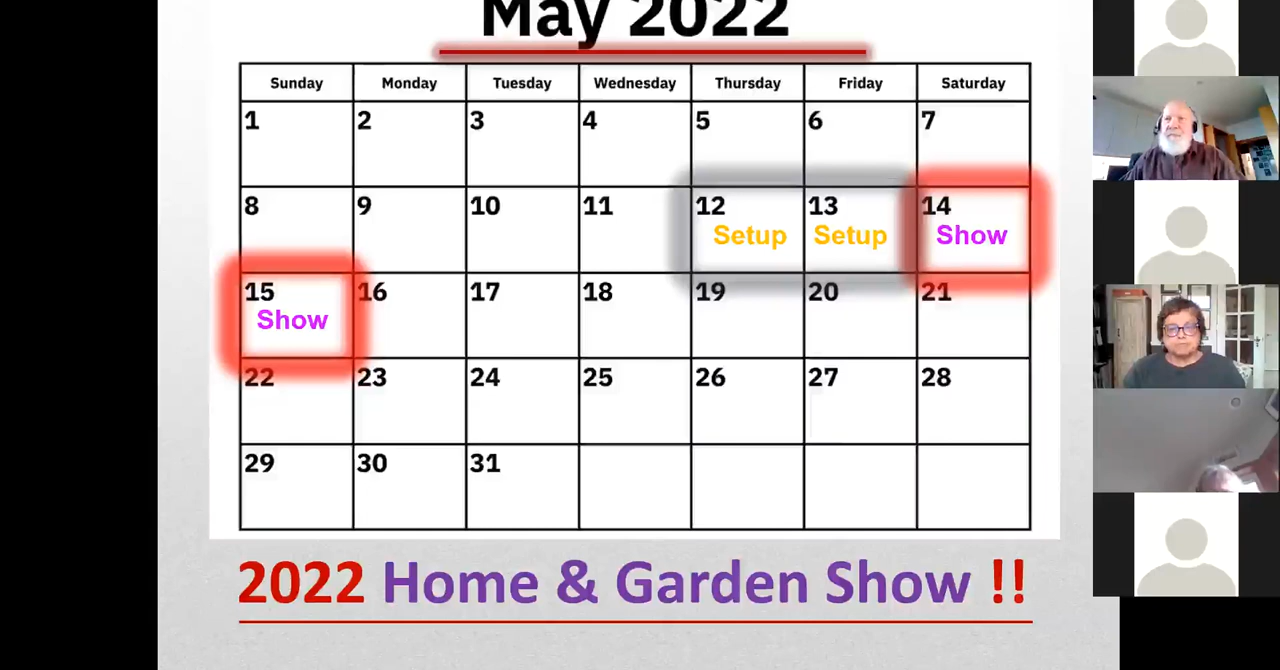 May 2022
Sunday Monday Tuesday Wednesday Thursday Friday Saturday
1 2 3 4 5 6 7
8 9 10 11 12 13 14
Setup Setup Show
15 16 17 18 19 20 21
Show
22 23 24 25 26 27 28
29 30 31
2022 Home & Garden Show !!